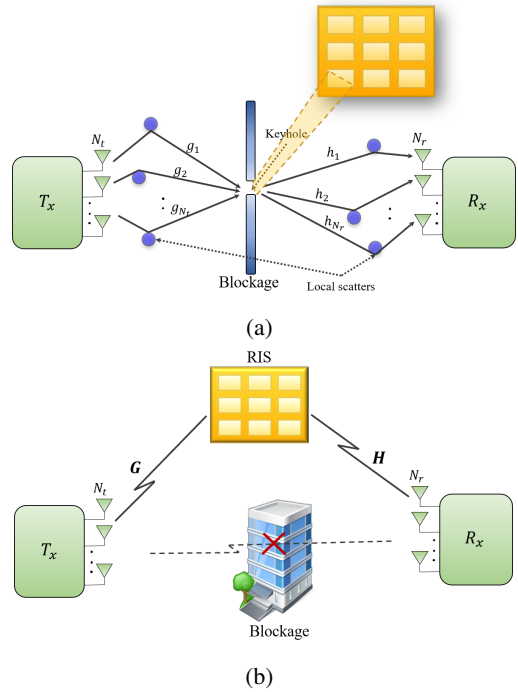 N_t
g_1
g_2
g_{N_t}
T_x
Keyhole
h_1
h_2
h_{N_r}
N_r
R_x
Blockage
Local scatters
(a)
RIS
G
H
N_t
T_x
N_r
R_x
Blockage
(b)